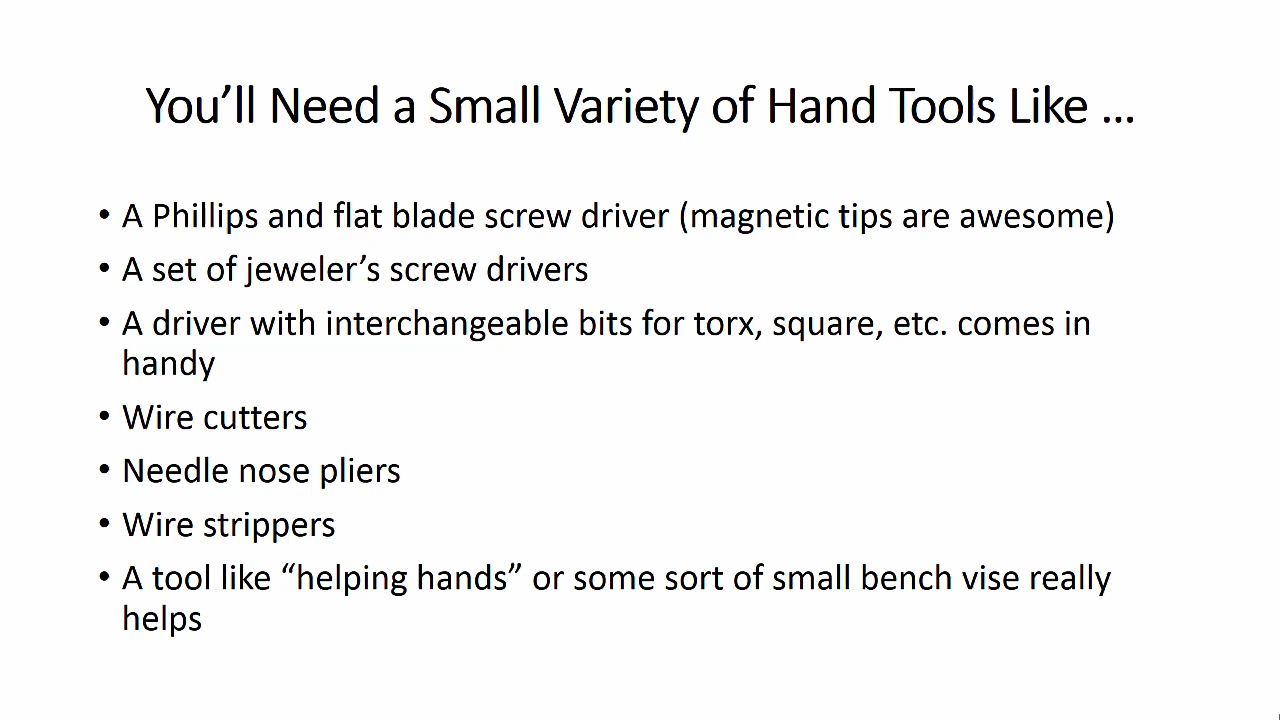 You’ll Need a Small Variety of Hand Tools Like …
• A Phillips and flat blade screw driver (magnetic tips are awesome)
• A set of jeweler’s screw drivers
• A driver with interchangeable bits for torx, square, etc. comes in
handy
• Wire cutters
• Needle nose pliers
• Wire strippers
• A tool like “helping hands” or some sort of small bench vise really
helps